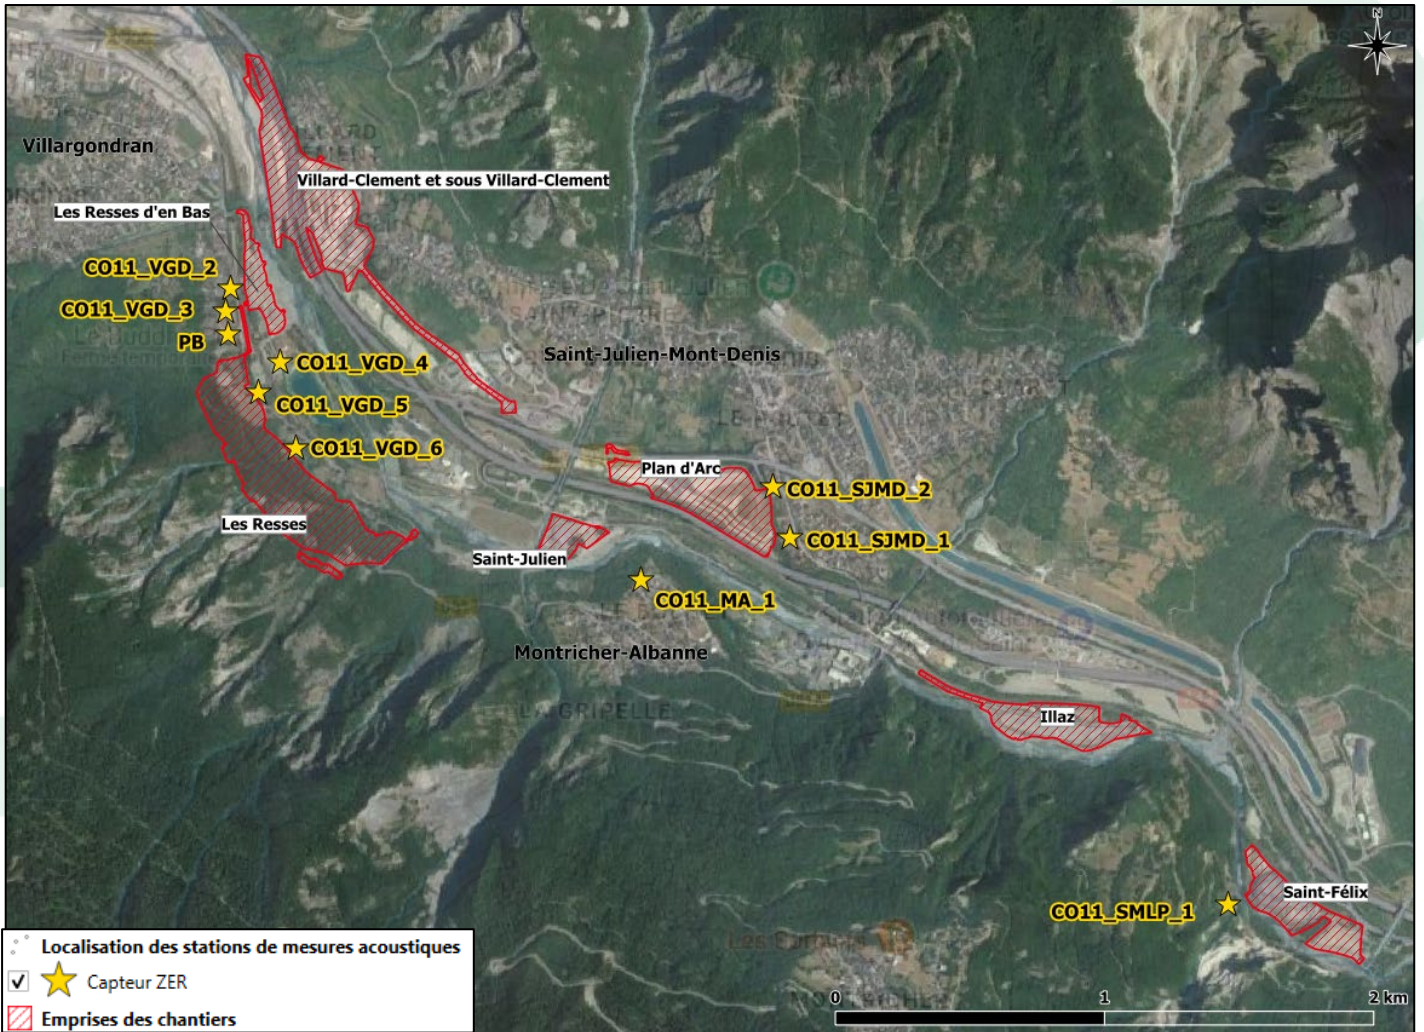 N
Villargondran
Villard-Clement et sous Villard-Clement
Les Resses d'en Bas
CO11_VGD_2
CO11_VGD_3
PB
CO11_VGD_4
CO11_VGD_5
CO11_VGD_6
Saint-Julien-Mont-Denis
Plan d'Arc
CO11_SJMD_2
CO11_SJMD_1
Les Resses
Saint-Julien
CO11_MA_1
Montricher-Albanne
LA GRIPELLE
Illaz
Saint-Félix
CO11_SMLP_1
Localisation des stations de mesures acoustiques
Capteur ZER
Emprises des chantiers
0 1 2 km